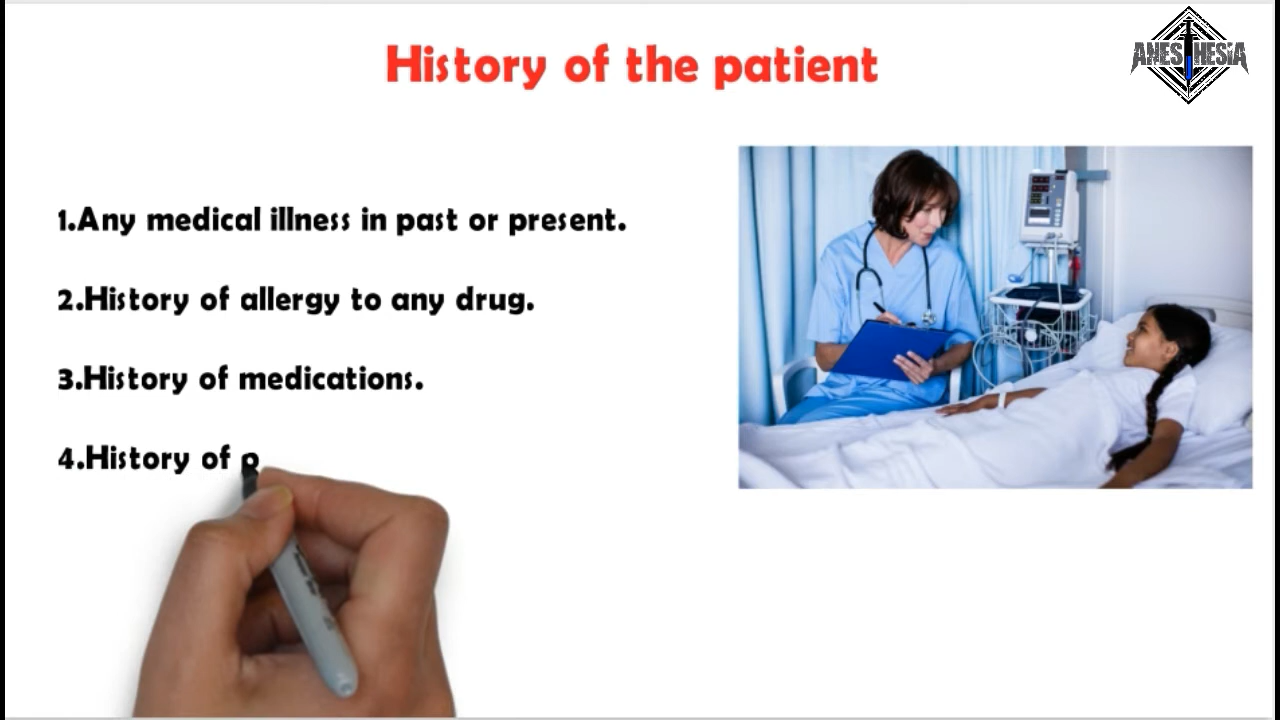 History of the patient
ANESTHESIA
1.Any medical illness in past or present.
2.History of allergy to any drug.
3.History of medications.
4.History of p